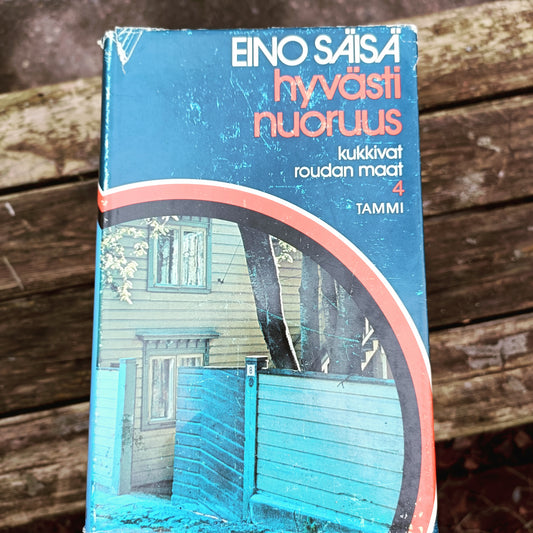 EINO SÄISÄ
hyvästi
nuoruus
kukkivat
roudan maat
4
TAMMI